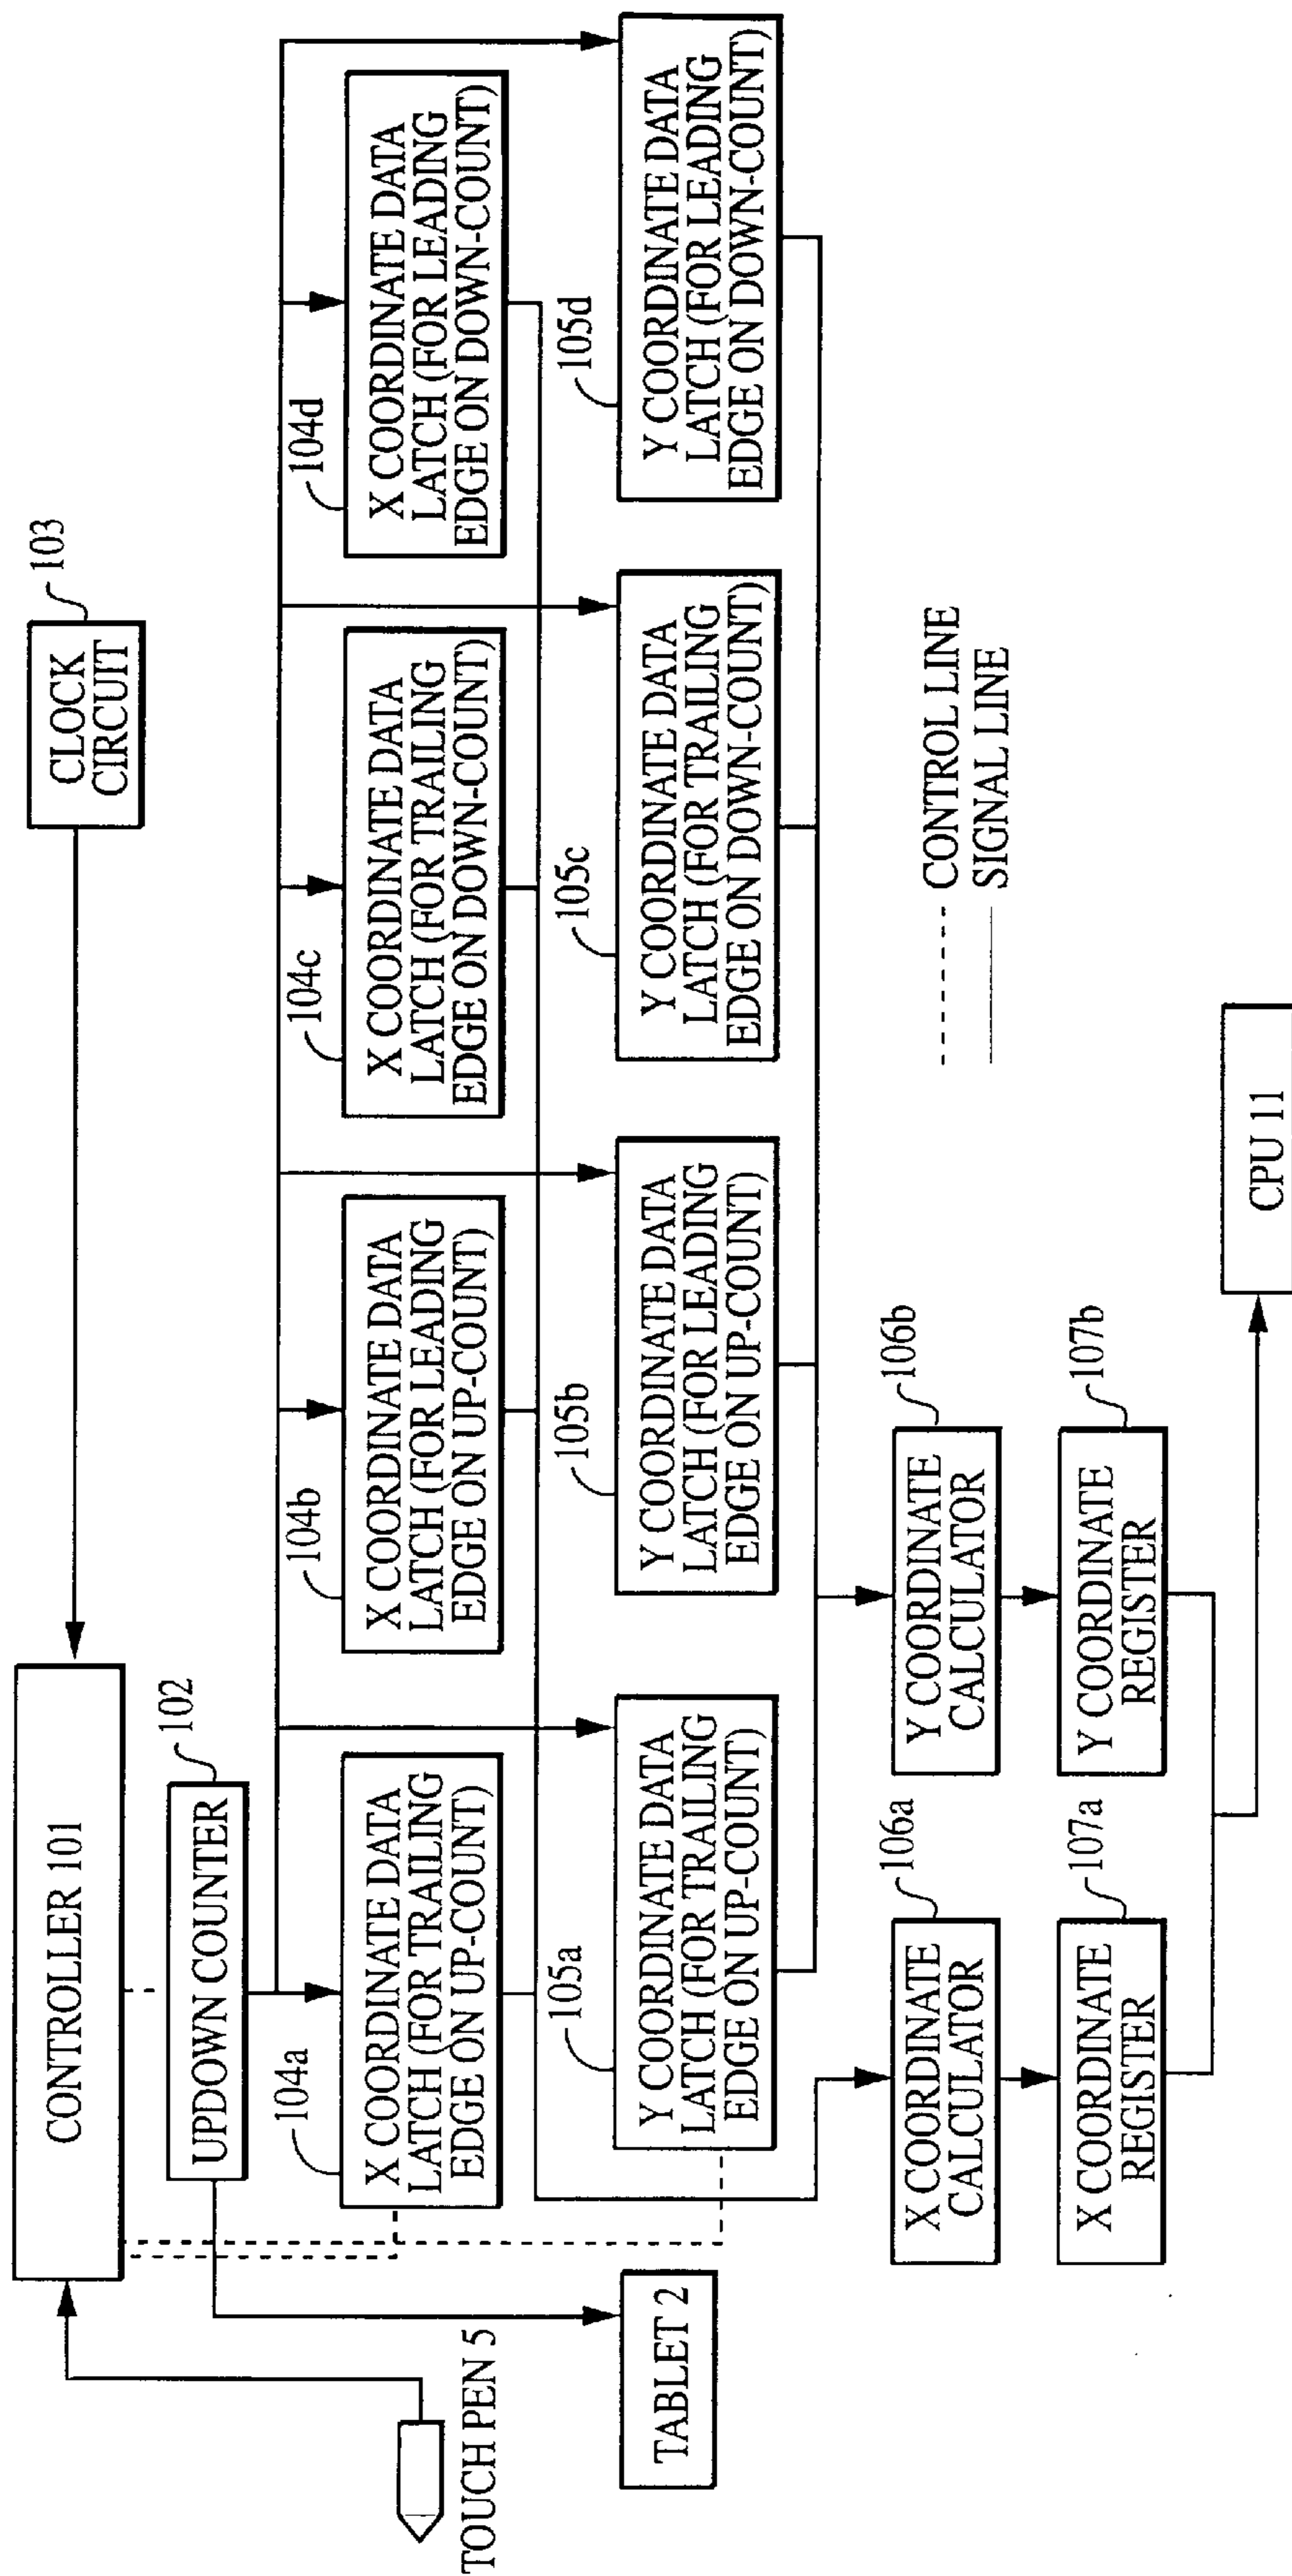 CONTROLLER 101
CLOCK
CIRCUIT
103
UPDOWN COUNTER
102
TOUCH PEN 5
TABLET 2
104a
X COORDINATE DATA
LATCH (FOR TRAILING
EDGE ON UP-COUNT)
104b
X COORDINATE DATA
LATCH (FOR LEADING
EDGE ON UP-COUNT)
104c
X COORDINATE DATA
LATCH (FOR TRAILING
EDGE ON DOWN-COUNT)
104d
X COORDINATE DATA
LATCH (FOR LEADING
EDGE ON DOWN-COUNT)
105a
Y COORDINATE DATA
LATCH (FOR TRAILING
EDGE ON UP-COUNT)
105b
Y COORDINATE DATA
LATCH (FOR LEADING
EDGE ON UP-COUNT)
105c
Y COORDINATE DATA
LATCH (FOR TRAILING
EDGE ON DOWN-COUNT)
105d
Y COORDINATE DATA
LATCH (FOR LEADING
EDGE ON DOWN-COUNT)
106a
X COORDINATE
CALCULATOR
106b
Y COORDINATE
CALCULATOR
107a
X COORDINATE
REGISTER
107b
Y COORDINATE
REGISTER
CONTROL LINE
SIGNAL LINE
CPU 11